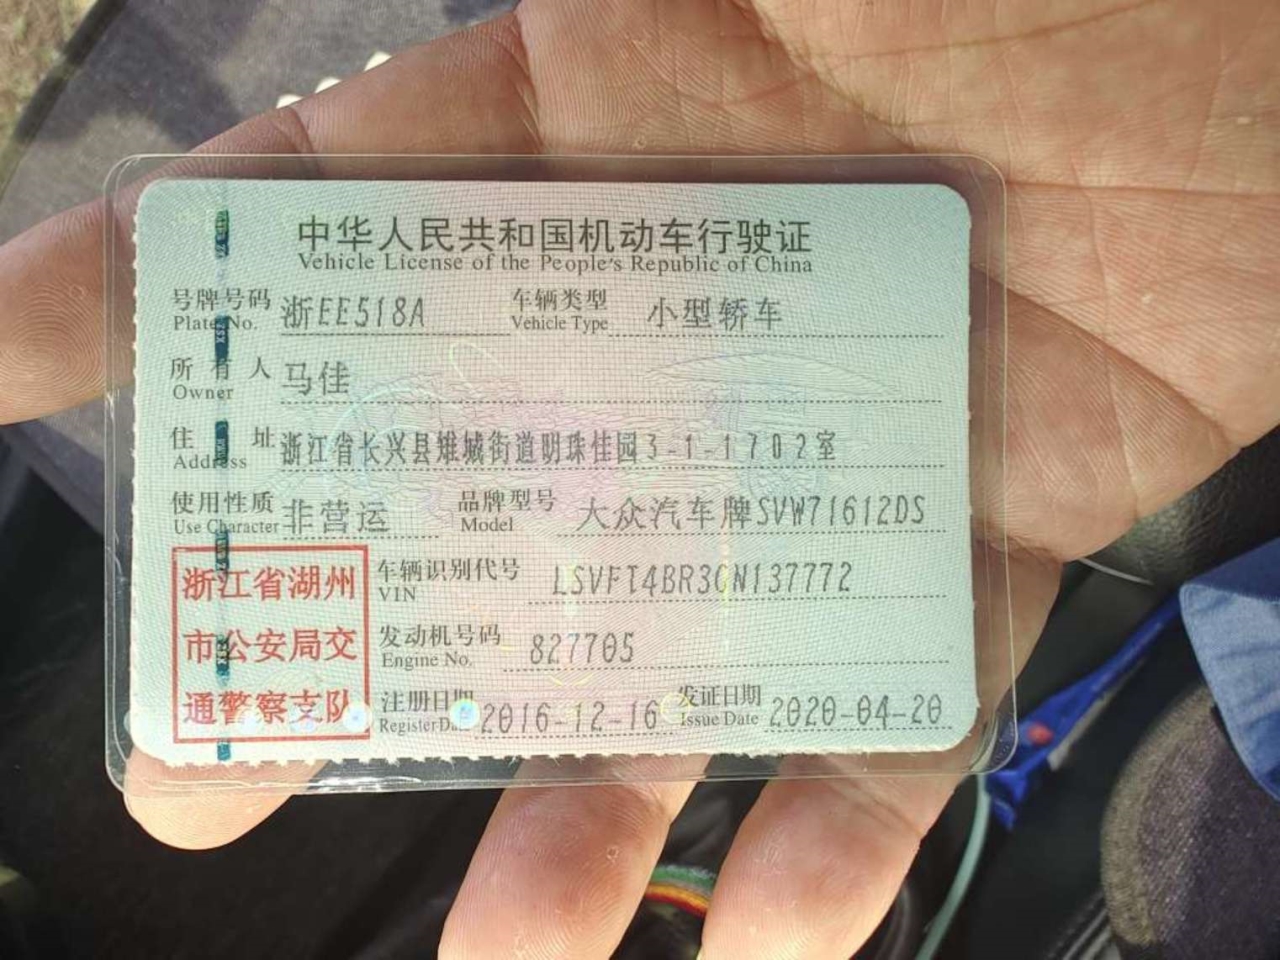 中华人民共和国机动车行驶证
Vehicle License of the People's Republic of China
号牌号码 浙EE518A 车辆类型 小型轿车
Plate No. Vehicle Type
所有人 马佳
Owner
住址 浙江省长兴县雉城街道明珠佳园3-1-1702室
Address
使用性质 非营运 品牌型号 大众汽车牌SVW71612DS
Use Character Model
浙江省湖州
市公安局交
通警察支队
车辆识别代号
VIN
发动机号码 827705
Engine No.
注册日期 2016-12-16 发证日期 2020-04-20
Register Date Issue Date